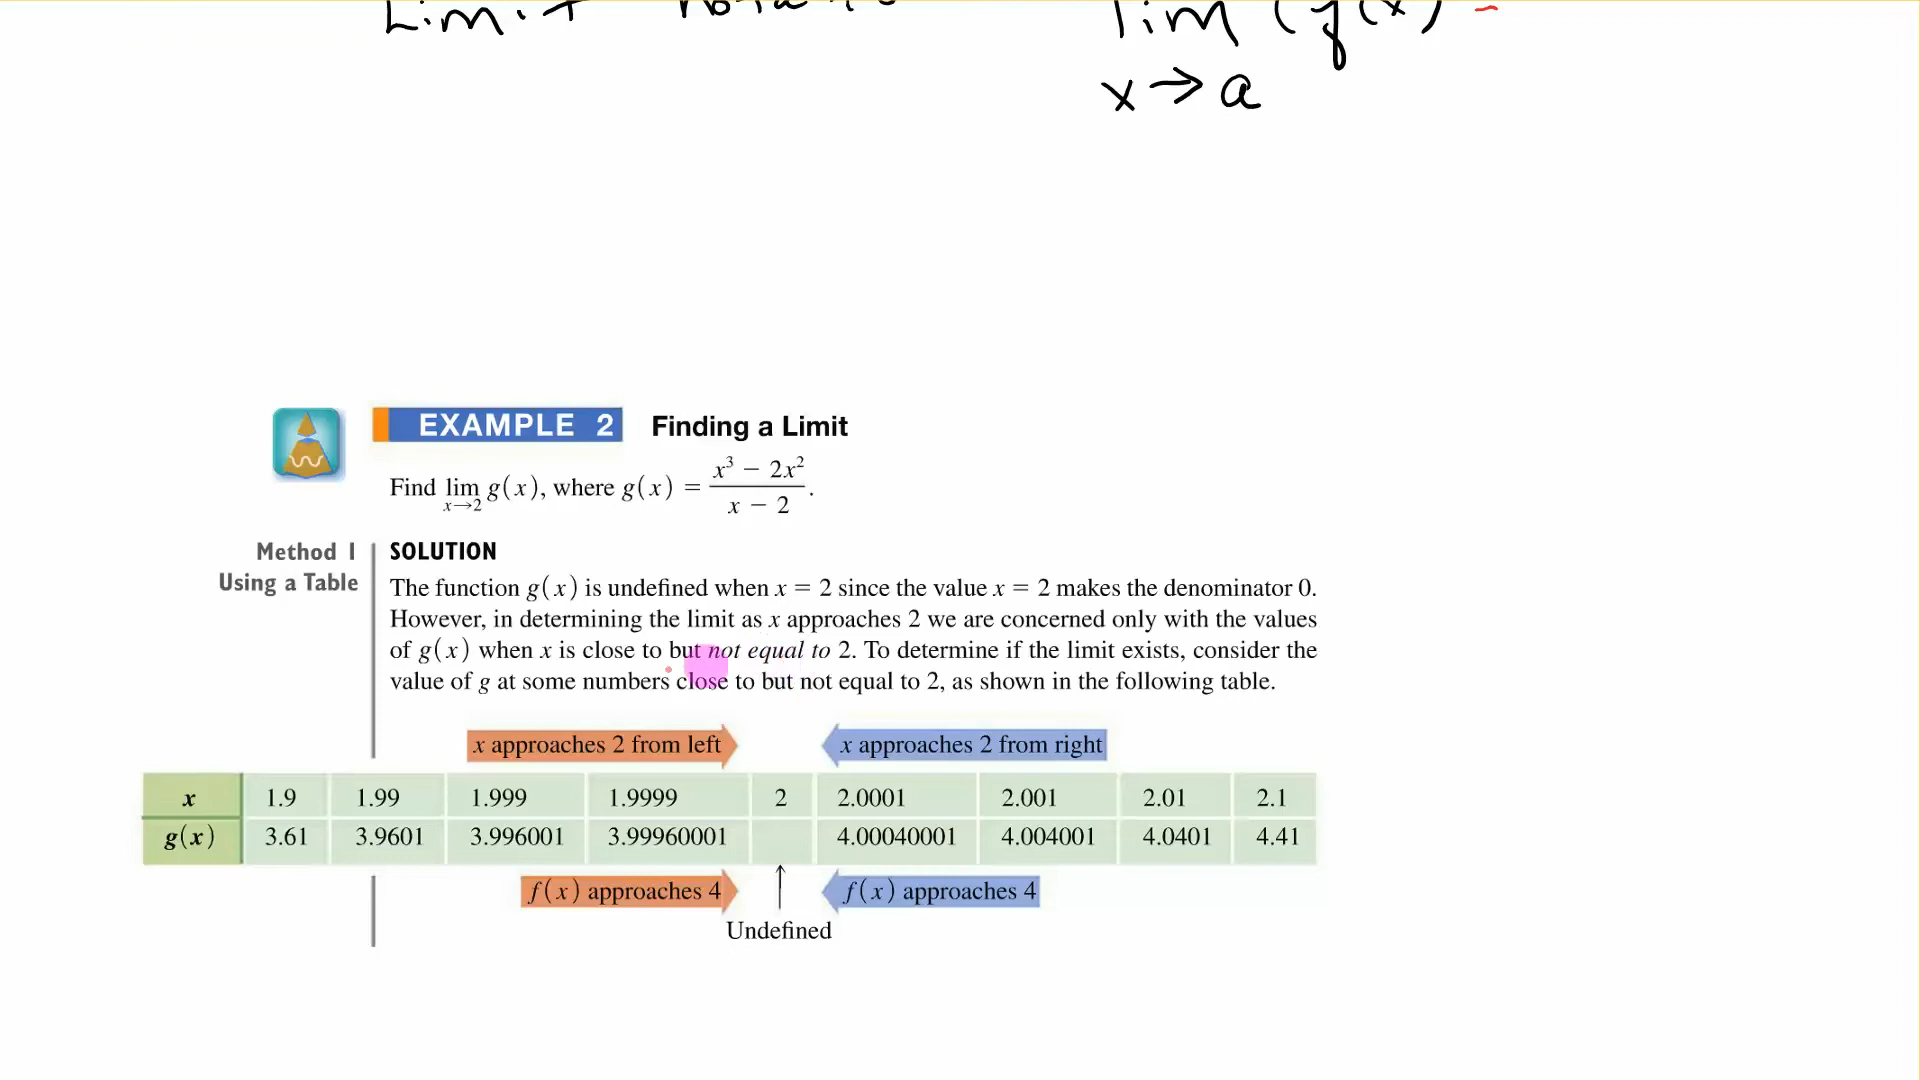 Limit
lim (f(x) =
x → a
EXAMPLE 2 Finding a Limit
Find lim x→2 g(x), where g(x) = (x³ − 2x²)/(x − 2).
Method 1
Using a Table
SOLUTION
The function g(x) is undefined when x = 2 since the value x = 2 makes the denominator 0.
However, in determining the limit as x approaches 2 we are concerned only with the values
of g(x) when x is close to but not equal to 2. To determine if the limit exists, consider the
value of g at some numbers close to but not equal to 2, as shown in the following table.
x approaches 2 from left x approaches 2 from right
x 1.9 1.99 1.999 1.9999 2 2.0001 2.001 2.01 2.1
g(x) 3.61 3.9601 3.996001 3.99960001 4.00040001 4.004001 4.0401 4.41
f(x) approaches 4 f(x) approaches 4
Undefined